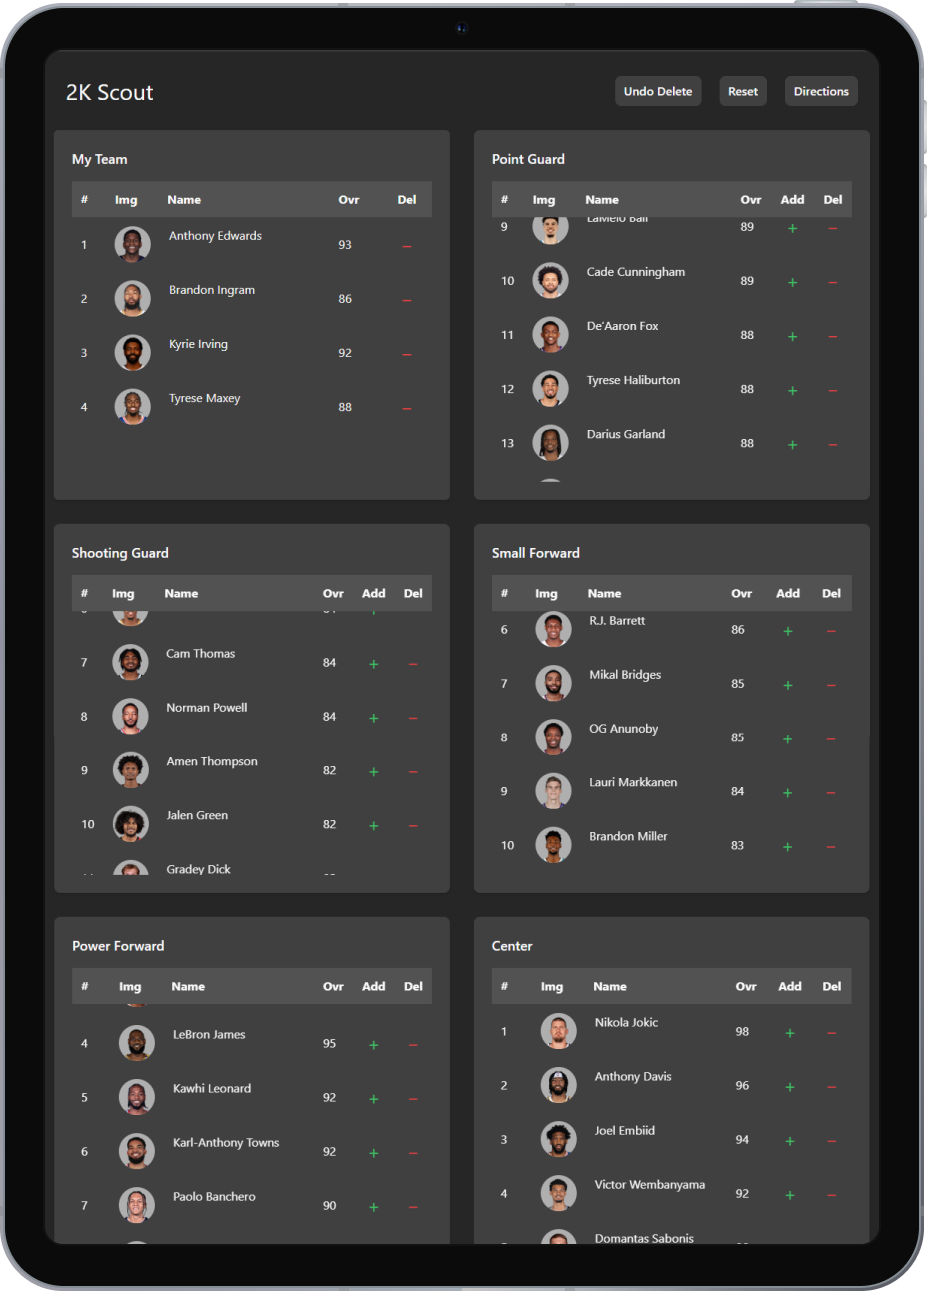 2K Scout
Undo Delete Reset Directions
My Team
# Img Name Ovr Del
1 Anthony Edwards 93 –
2 Brandon Ingram 86 –
3 Kyrie Irving 92 –
4 Tyrese Maxey 88 –
Point Guard
# Img Name Ovr Add Del
9 LaMelo Ball 89 + –
10 Cade Cunningham 89 + –
11 De'Aaron Fox 88 + –
12 Tyrese Haliburton 88 + –
13 Darius Garland 88 + –
Shooting Guard
# Img Name Ovr Add Del
7 Cam Thomas 84 + –
8 Norman Powell 84 + –
9 Amen Thompson 82 + –
10 Jalen Green 82 + –
Gradey Dick
Small Forward
# Img Name Ovr Add Del
6 R.J. Barrett 86 + –
7 Mikal Bridges 85 + –
8 OG Anunoby 85 + –
9 Lauri Markkanen 84 + –
10 Brandon Miller 83 + –
Power Forward
# Img Name Ovr Add Del
4 LeBron James 95 + –
5 Kawhi Leonard 92 + –
6 Karl-Anthony Towns 92 + –
7 Paolo Banchero 90 + –
Center
# Img Name Ovr Add Del
1 Nikola Jokic 98 + –
2 Anthony Davis 96 + –
3 Joel Embiid 94 + –
4 Victor Wembanyama 92 + –
Domantas Sabonis